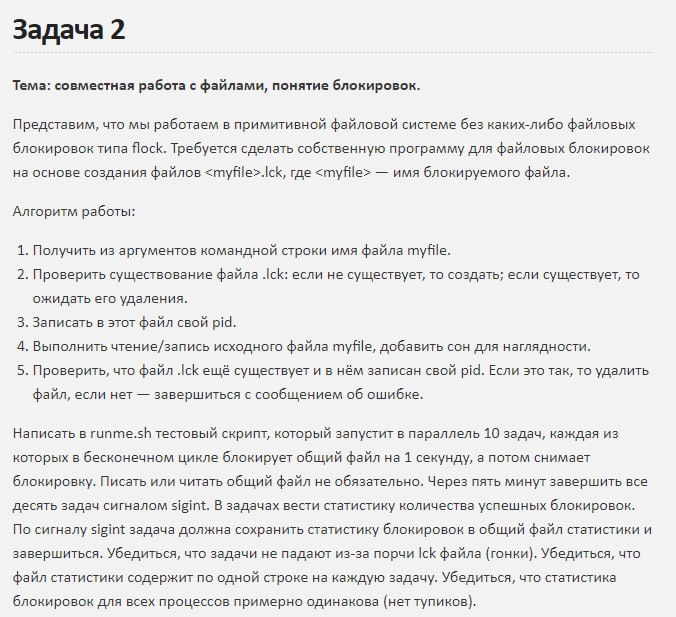 Задача 2
Тема: совместная работа с файлами, понятие блокировок.
Представим, что мы работаем в примитивной файловой системе без каких-либо файловых
блокировок типа flock. Требуется сделать собственную программу для файловых блокировок
на основе создания файлов <myfile>.lck, где <myfile> — имя блокируемого файла.
Алгоритм работы:
1. Получить из аргументов командной строки имя файла myfile.
2. Проверить существование файла .lck: если не существует, то создать; если существует, то
ожидать его удаления.
3. Записать в этот файл свой pid.
4. Выполнить чтение/запись исходного файла myfile, добавить сон для наглядности.
5. Проверить, что файл .lck ещё существует и в нём записан свой pid. Если это так, то удалить
файл, если нет — завершиться с сообщением об ошибке.
Написать в runme.sh тестовый скрипт, который запустит в параллель 10 задач, каждая из
которых в бесконечном цикле блокирует общий файл на 1 секунду, а потом снимает
блокировку. Писать или читать общий файл не обязательно. Через пять минут завершить все
десять задач сигналом sigint. В задачах вести статистику количества успешных блокировок.
По сигналу sigint задача должна сохранить статистику блокировок в общий файл статистики и
завершиться. Убедиться, что задачи не падают из-за порчи lck файла (гонки). Убедиться, что
файл статистики содержит по одной строке на каждую задачу. Убедиться, что статистика
блокировок для всех процессов примерно одинакова (нет тупиков).